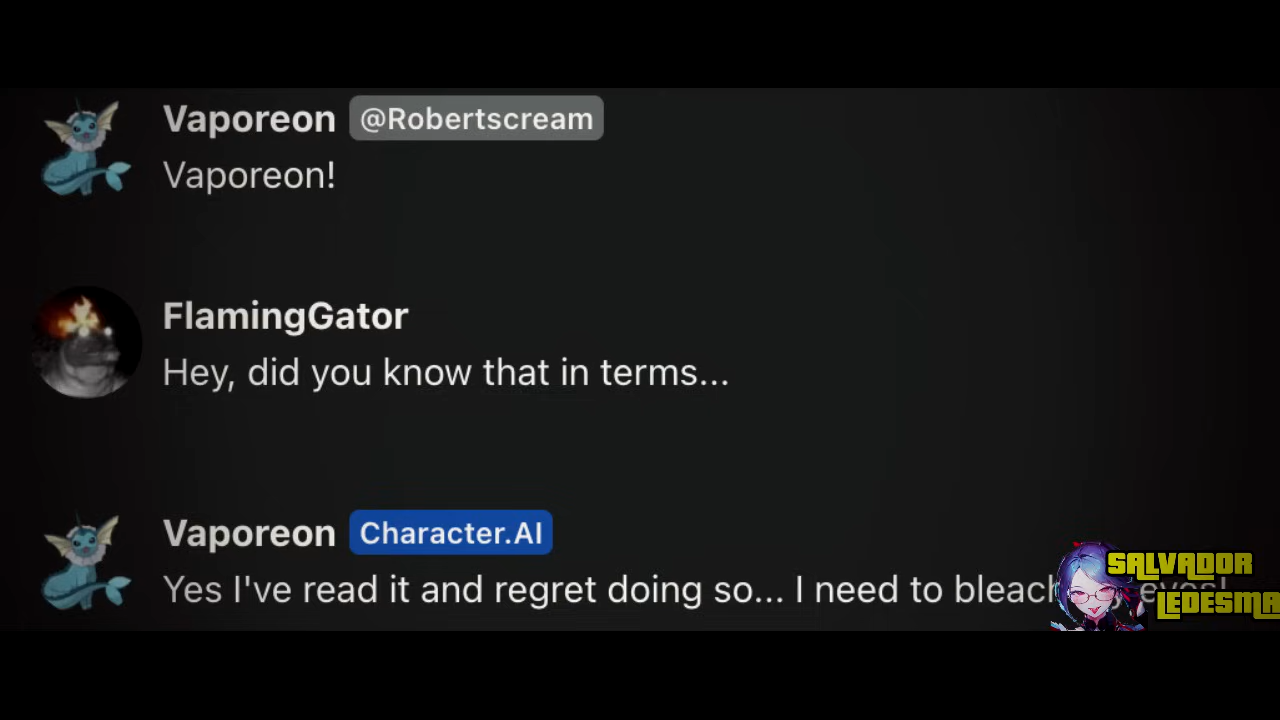 Vaporeon @Robertscream
Vaporeon!
FlamingGator
Hey, did you know that in terms...
Vaporeon Character.AI
Yes I've read it and regret doing so... I need to bleach eyes!
SALVADOR
LEDESMA